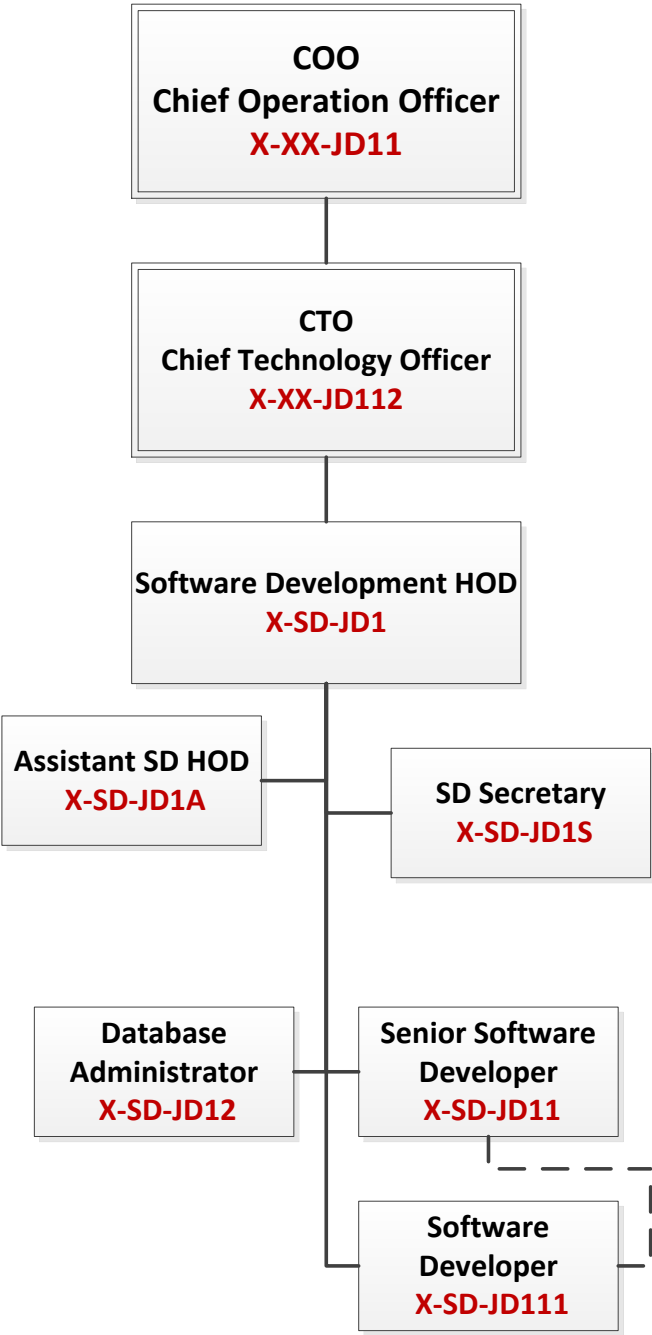 COO
Chief Operation Officer
X-XX-JD11
CTO
Chief Technology Officer
X-XX-JD112
Software Development HOD
X-SD-JD1
Assistant SD HOD
X-SD-JD1A
SD Secretary
X-SD-JD1S
Database
Administrator
X-SD-JD12
Senior Software
Developer
X-SD-JD11
Software
Developer
X-SD-JD111